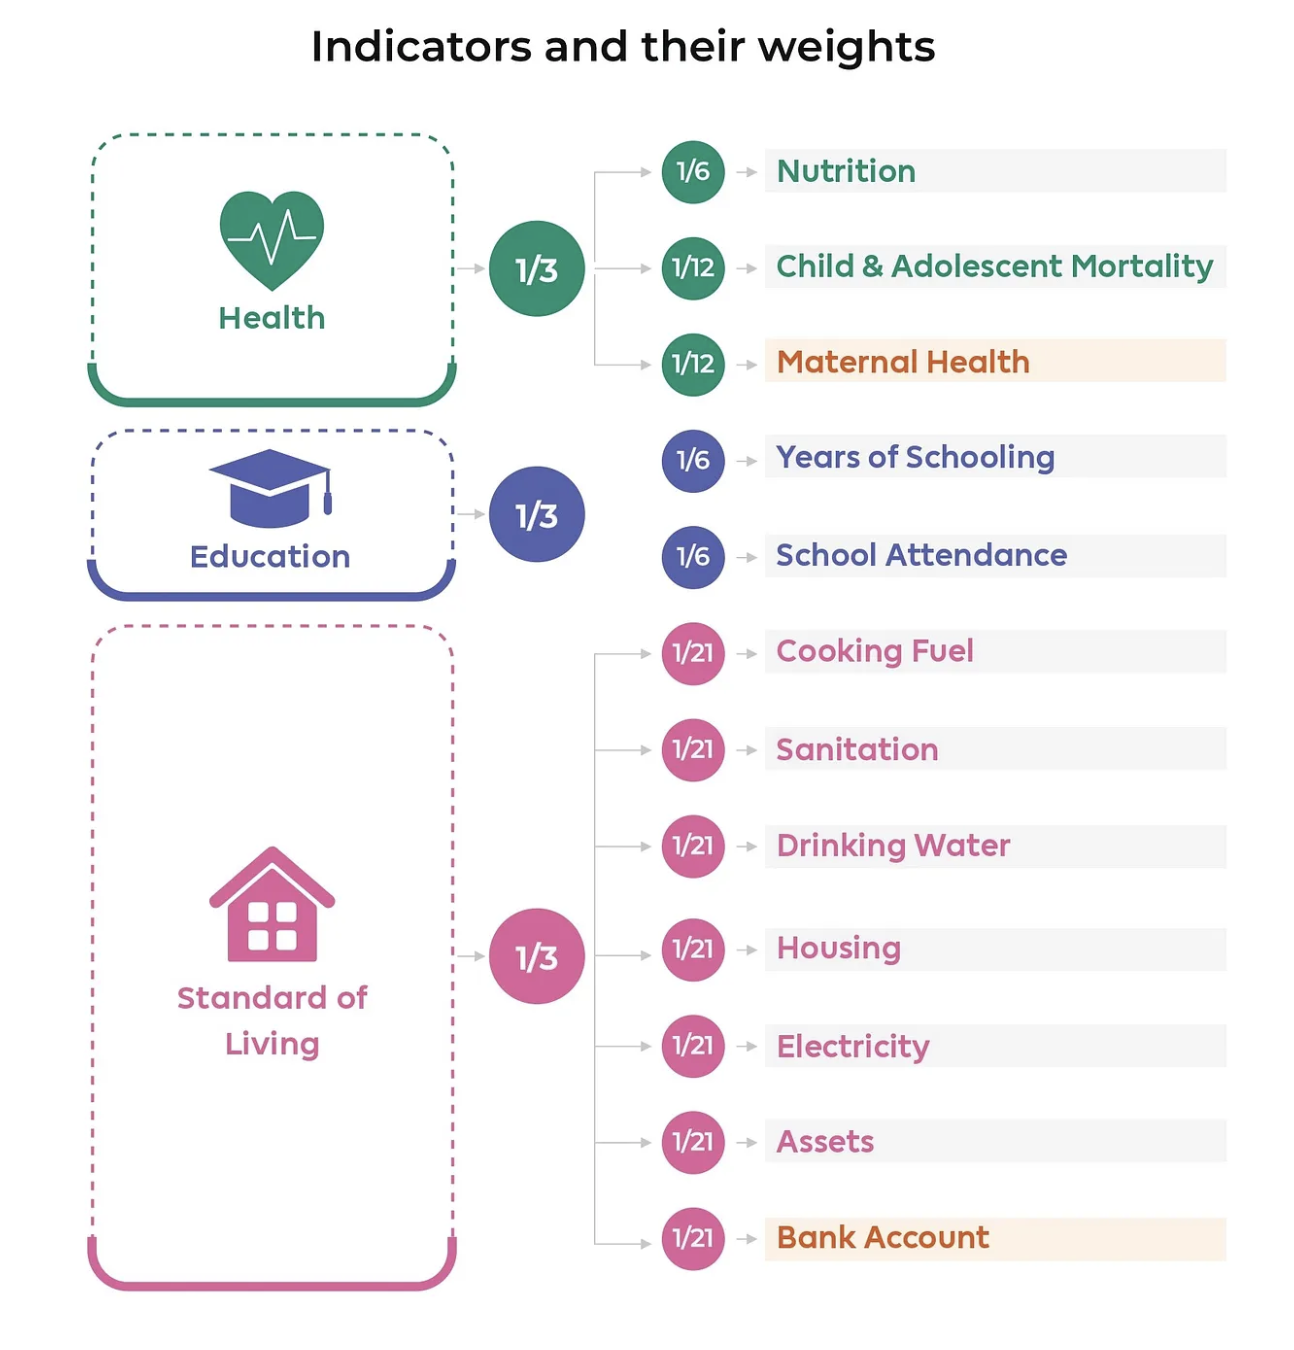 Indicators and their weights
Health
1/3
1/6
Nutrition
1/12
Child & Adolescent Mortality
1/12
Maternal Health
Education
1/3
1/6
Years of Schooling
1/6
School Attendance
Standard of
Living
1/3
1/21
Cooking Fuel
1/21
Sanitation
1/21
Drinking Water
1/21
Housing
1/21
Electricity
1/21
Assets
1/21
Bank Account